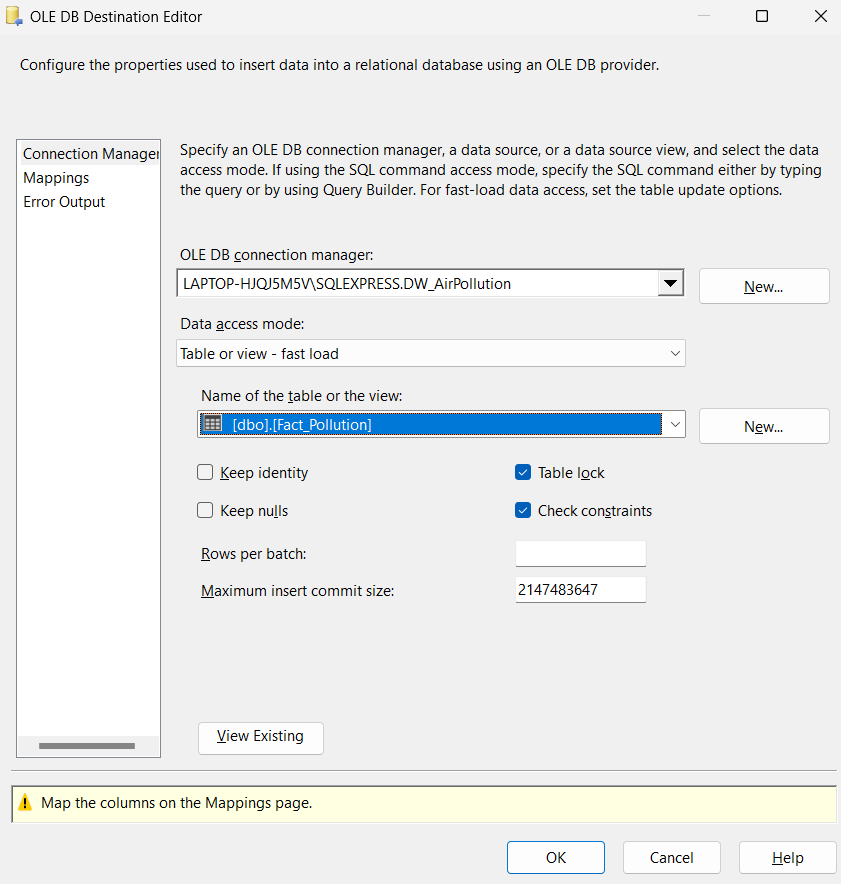 OLE DB Destination Editor
Configure the properties used to insert data into a relational database using an OLE DB provider.
Connection Manager
Mappings
Error Output
Specify an OLE DB connection manager, a data source, or a data source view, and select the data
access mode. If using the SQL command access mode, specify the SQL command either by typing
the query or by using Query Builder. For fast-load data access, set the table update options.
OLE DB connection manager:
LAPTOP-HJQJ5M5V\SQLEXPRESS.DW_AirPollution
New...
Data access mode:
Table or view - fast load
Name of the table or the view:
[dbo].[Fact_Pollution]
New...
Keep identity
Table lock
Keep nulls
Check constraints
Rows per batch:
Maximum insert commit size:
2147483647
View Existing
Map the columns on the Mappings page.
OK
Cancel
Help